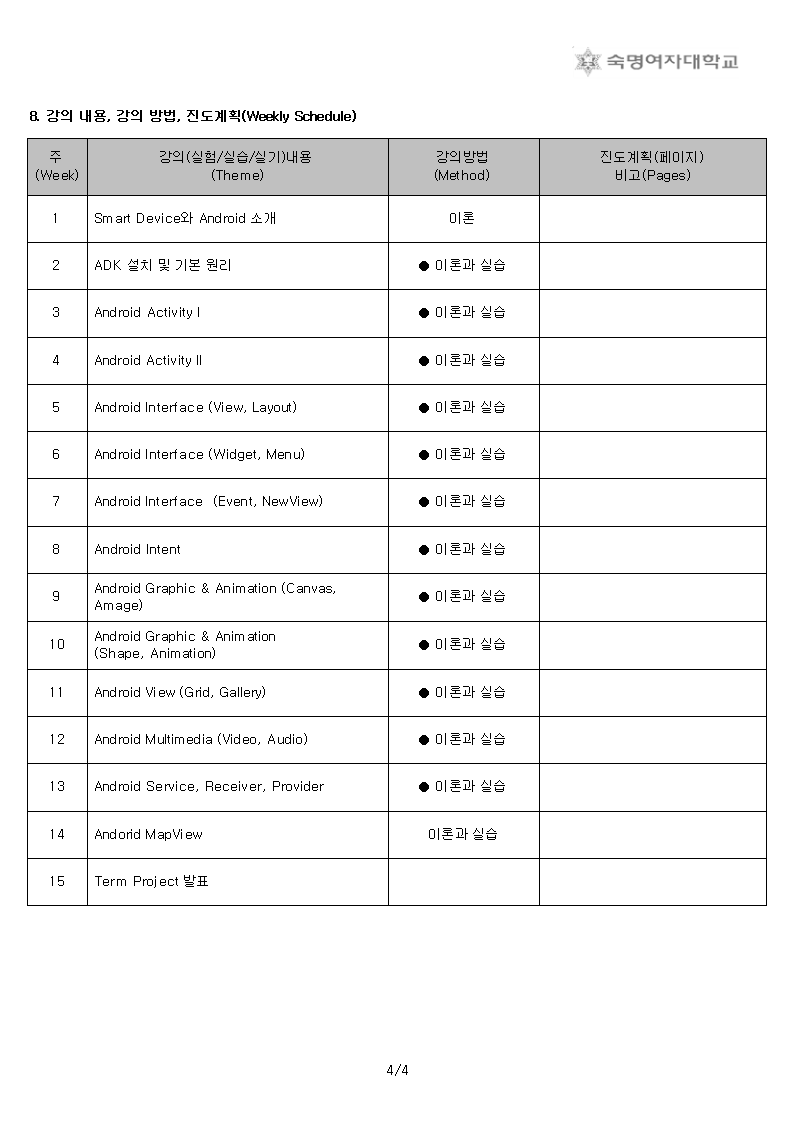 숙명여자대학교
8. 강의 내용, 강의 방법, 진도계획(Weekly Schedule)
주 강의(실험/실습/실기)내용 강의방법 진도계획(페이지)
(Week) (Theme) (Method) 비고(Pages)
1 Smart Device와 Android 소개 이론
2 ADK 설치 및 기본 원리 ● 이론과 실습
3 Android Activity I ● 이론과 실습
4 Android Activity II ● 이론과 실습
5 Android Interface (View, Layout) ● 이론과 실습
6 Android Interface (Widget, Menu) ● 이론과 실습
7 Android Interface (Event, NewView) ● 이론과 실습
8 Android Intent ● 이론과 실습
9 Android Graphic & Animation (Canvas, ● 이론과 실습
Amage)
10 Android Graphic & Animation ● 이론과 실습
(Shape, Animation)
11 Android View (Grid, Gallery) ● 이론과 실습
12 Android Multimedia (Video, Audio) ● 이론과 실습
13 Android Service, Receiver, Provider ● 이론과 실습
14 Andorid MapView 이론과 실습
15 Term Project 발표
4/4